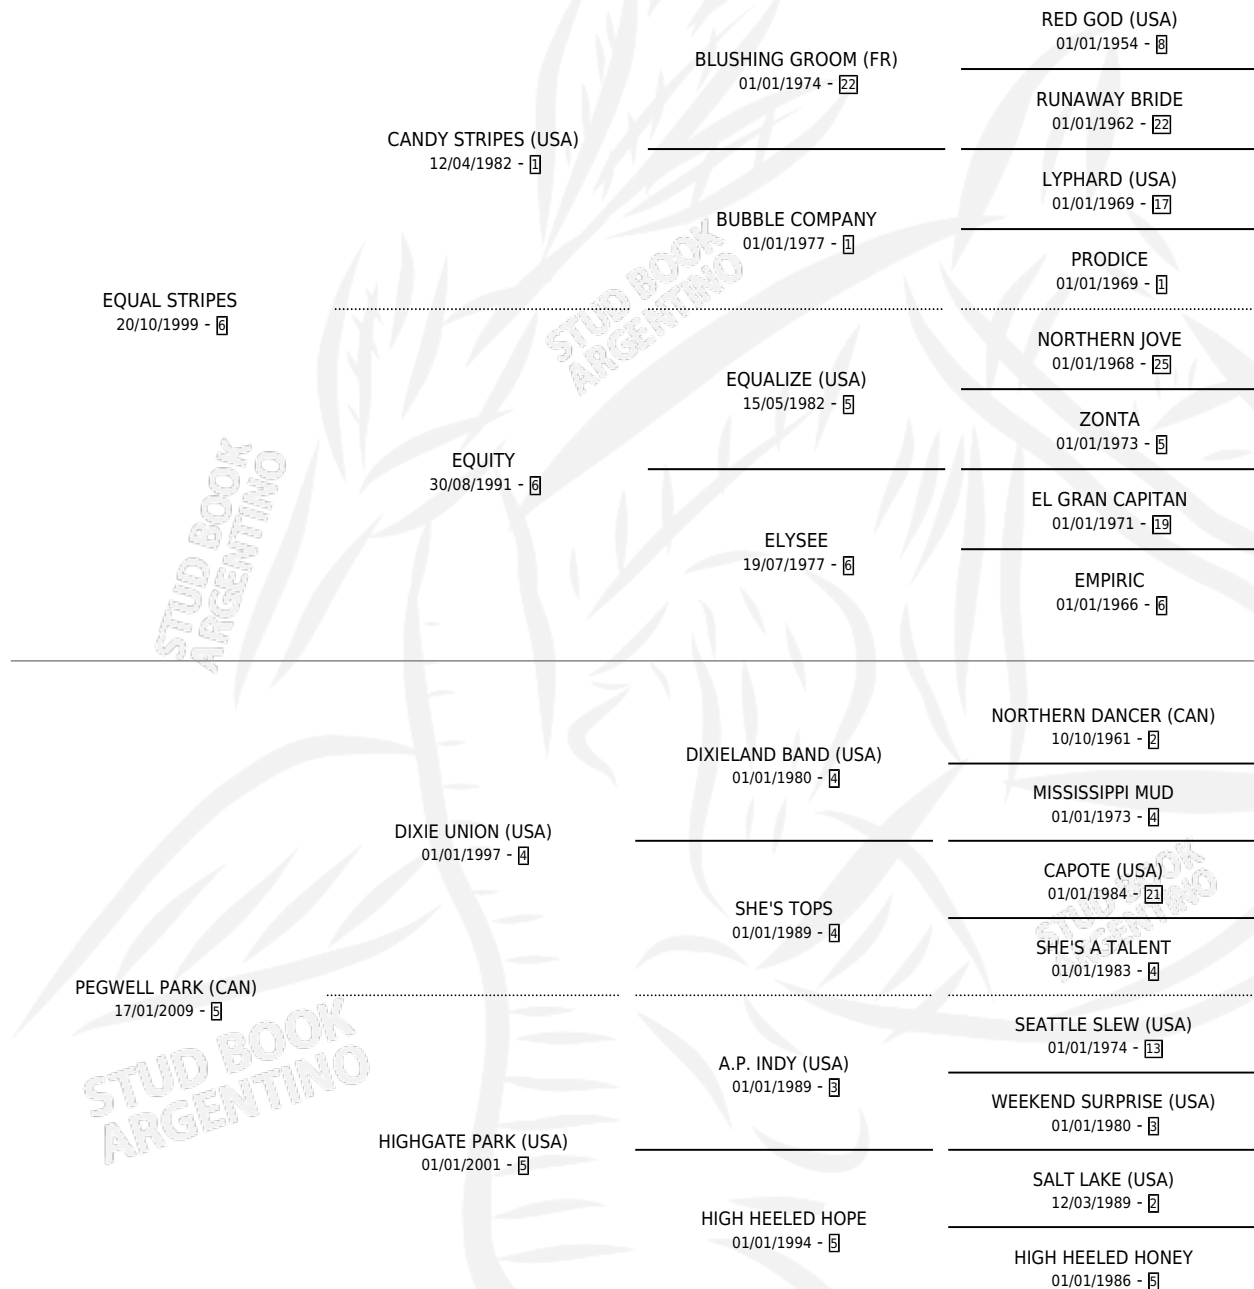 RED GOD (USA)
01/01/1954 - 8
BLUSHING GROOM (FR)
01/01/1974 - 22
RUNAWAY BRIDE
01/01/1962 - 22
CANDY STRIPES (USA)
12/04/1982 - 1
LYPHARD (USA)
01/01/1969 - 17
BUBBLE COMPANY
01/01/1977 - 1
PRODICE
01/01/1969 - 1
EQUAL STRIPES
20/10/1999 - 6
NORTHERN JOVE
01/01/1968 - 25
EQUALIZE (USA)
15/05/1982 - 5
ZONTA
01/01/1973 - 5
EQUITY
30/08/1991 - 6
EL GRAN CAPITAN
01/01/1971 - 19
ELYSEE
19/07/1977 - 6
EMPIRIC
01/01/1966 - 6
STUD BOOK
ARGENTINO
STUD BOOK
ARGENTINO
NORTHERN DANCER (CAN)
10/10/1961 - 2
DIXIELAND BAND (USA)
01/01/1980 - 4
MISSISSIPPI MUD
01/01/1973 - 4
DIXIE UNION (USA)
01/01/1997 - 4
CAPOTE (USA)
01/01/1984 - 21
SHE'S TOPS
01/01/1989 - 4
SHE'S A TALENT
01/01/1983 - 4
PEGWELL PARK (CAN)
17/01/2009 - 5
SEATTLE SLEW (USA)
01/01/1974 - 13
A.P. INDY (USA)
01/01/1989 - 3
WEEKEND SURPRISE (USA)
01/01/1980 - 3
HIGHGATE PARK (USA)
01/01/2001 - 5
SALT LAKE (USA)
12/03/1989 - 2
HIGH HEELED HOPE
01/01/1994 - 5
HIGH HEELED HONEY
01/01/1986 - 5
STUD BOOK
ARGENTINO
STUD BOOK
ARGENTINO